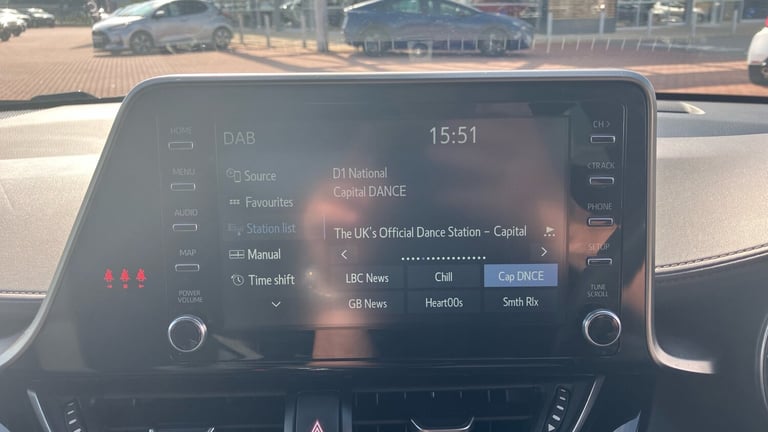 HOME
MENU
AUDIO
MAP
POWER
VOLUME
DAB
15:51
Source
Favourites
Station list
Manual
Time shift
D1 National
Capital DANCE
The UK's Official Dance Station - Capital
LBC News
Chill
Cap DNCE
GB News
Heart00s
Smth Rlx
CH >
<TRACK
PHONE
SETUP
TUNE
SCROLL